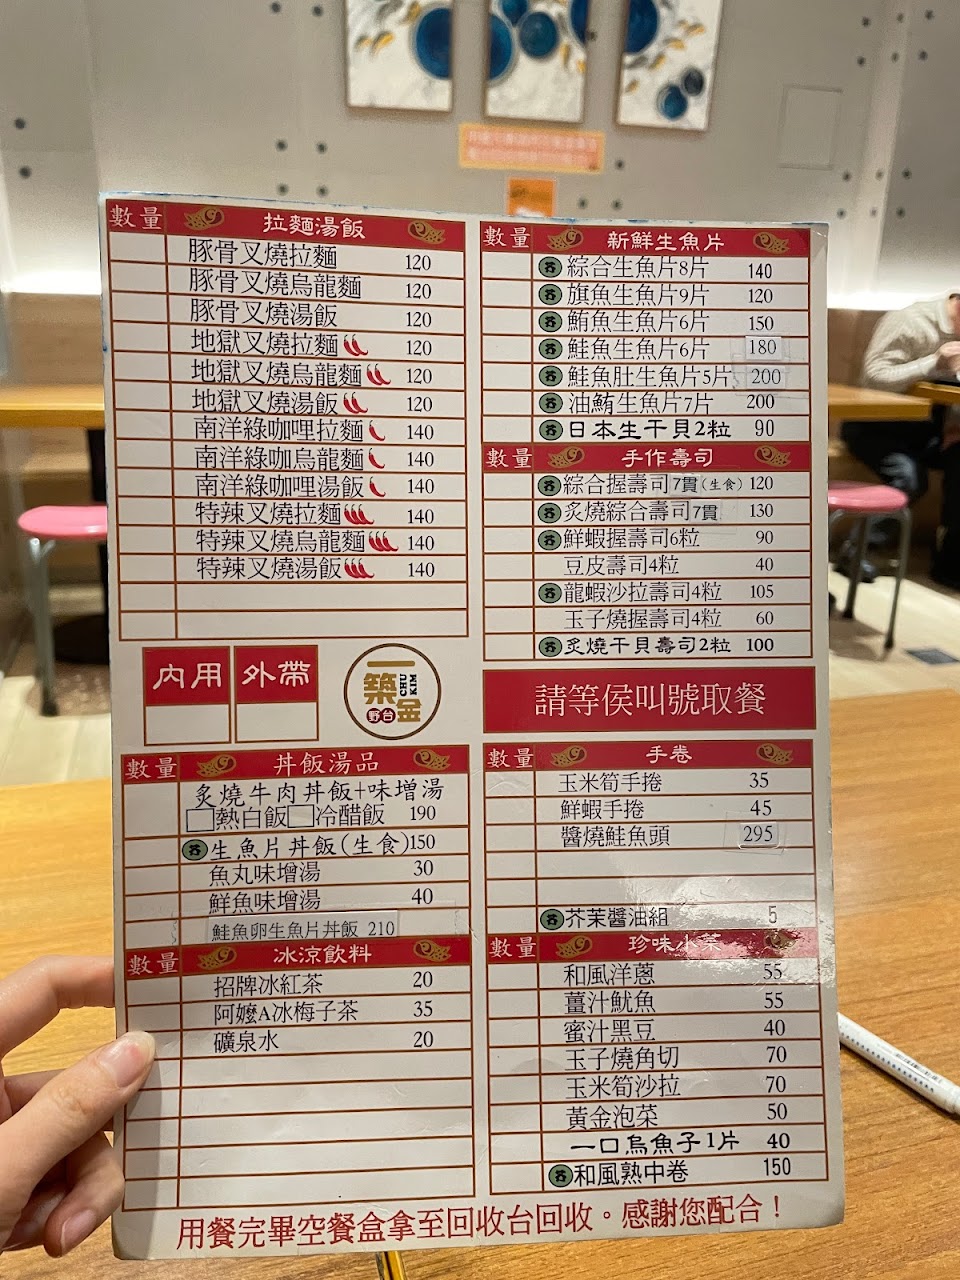 數量 拉麵湯飯
豚骨叉燒拉麵 120
豚骨叉燒烏龍麵 120
豚骨叉燒湯飯 120
地獄叉燒拉麵 120
地獄叉燒烏龍麵 120
地獄叉燒湯飯 120
南洋綠咖哩拉麵 140
南洋綠咖烏龍麵 140
南洋綠咖哩湯飯 140
特辣叉燒拉麵 140
特辣叉燒烏龍麵 140
特辣叉燒湯飯 140
內用 外帶
一築金
CHU KIM
野台
數量 丼飯湯品
炙燒牛肉丼飯+味增湯
熱白飯 冷醋飯 190
芥 生魚片丼飯(生食) 150
魚丸味增湯 30
鮮魚味增湯 40
鮭魚卵生魚片丼飯 210
數量 冰涼飲料
招牌冰紅茶 20
阿嬤A冰梅子茶 35
礦泉水 20
數量 新鮮生魚片
芥 綜合生魚片8片 140
芥 旗魚生魚片9片 120
芥 鮪魚生魚片6片 150
芥 鮭魚生魚片6片 180
芥 鮭魚肚生魚片5片 200
芥 油鮪生魚片7片 200
芥 日本生干貝2粒 90
數量 手作壽司
芥 綜合握壽司7貫(生食) 120
芥 炙燒綜合壽司7貫 130
芥 鮮蝦握壽司6粒 90
豆皮壽司4粒 40
芥 龍蝦沙拉壽司4粒 105
玉子燒握壽司4粒 60
芥 炙燒干貝壽司2粒 100
請等侯叫號取餐
數量 手卷
玉米筍手捲 35
鮮蝦手捲 45
醬燒鮭魚頭 295
芥 芥茉醬油組 5
數量 珍味小菜
和風洋蔥 55
薑汁魷魚 55
蜜汁黑豆 40
玉子燒角切 70
玉米筍沙拉 70
黃金泡菜 50
一口烏魚子1片 40
芥 和風熟中卷 150
用餐完畢空餐盒拿至回收台回收。感謝您配合！